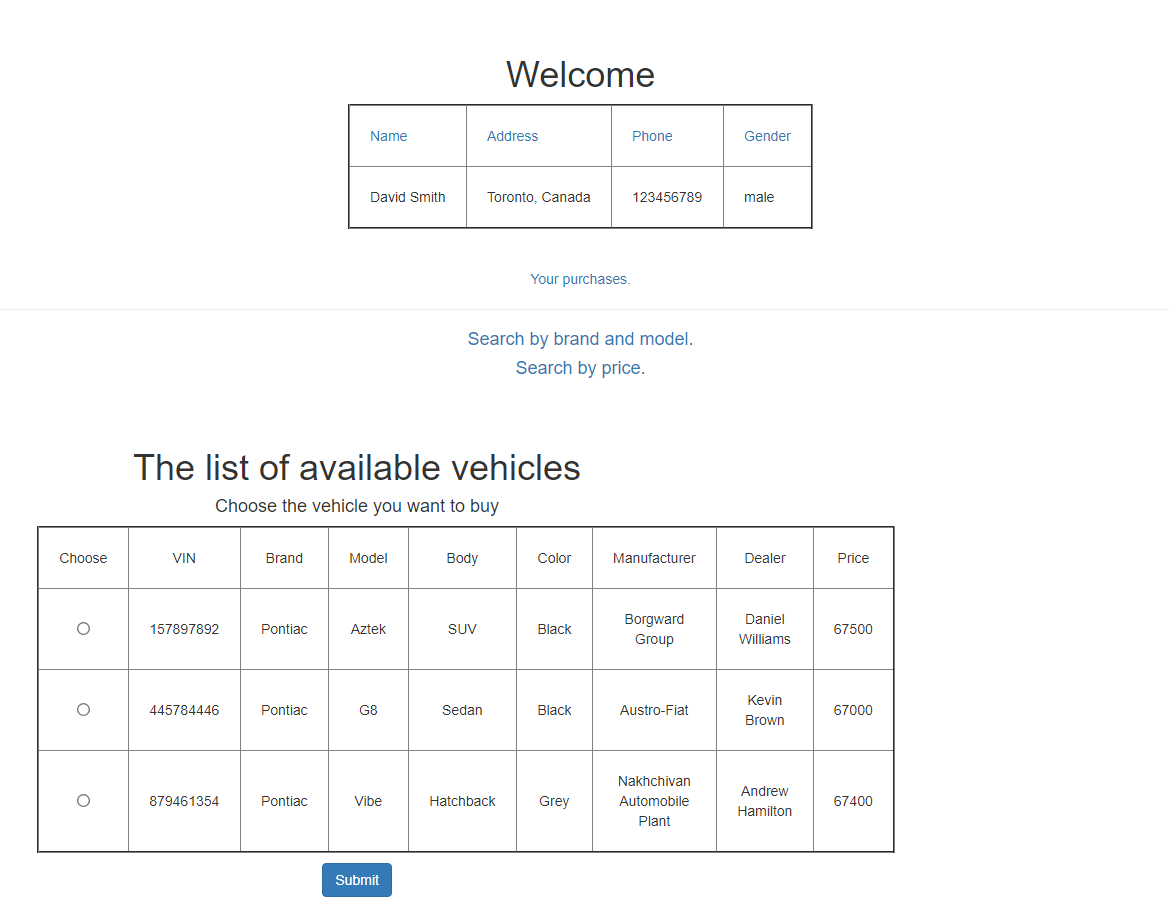 Welcome
Name Address Phone Gender
David Smith Toronto, Canada 123456789 male
Your purchases.
Search by brand and model.
Search by price.
The list of available vehicles
Choose the vehicle you want to buy
Choose VIN Brand Model Body Color Manufacturer Dealer Price
157897892 Pontiac Aztek SUV Black Borgward Group Daniel Williams 67500
445784446 Pontiac G8 Sedan Black Austro-Fiat Kevin Brown 67000
879461354 Pontiac Vibe Hatchback Grey Nakhchivan Automobile Plant Andrew Hamilton 67400
Submit